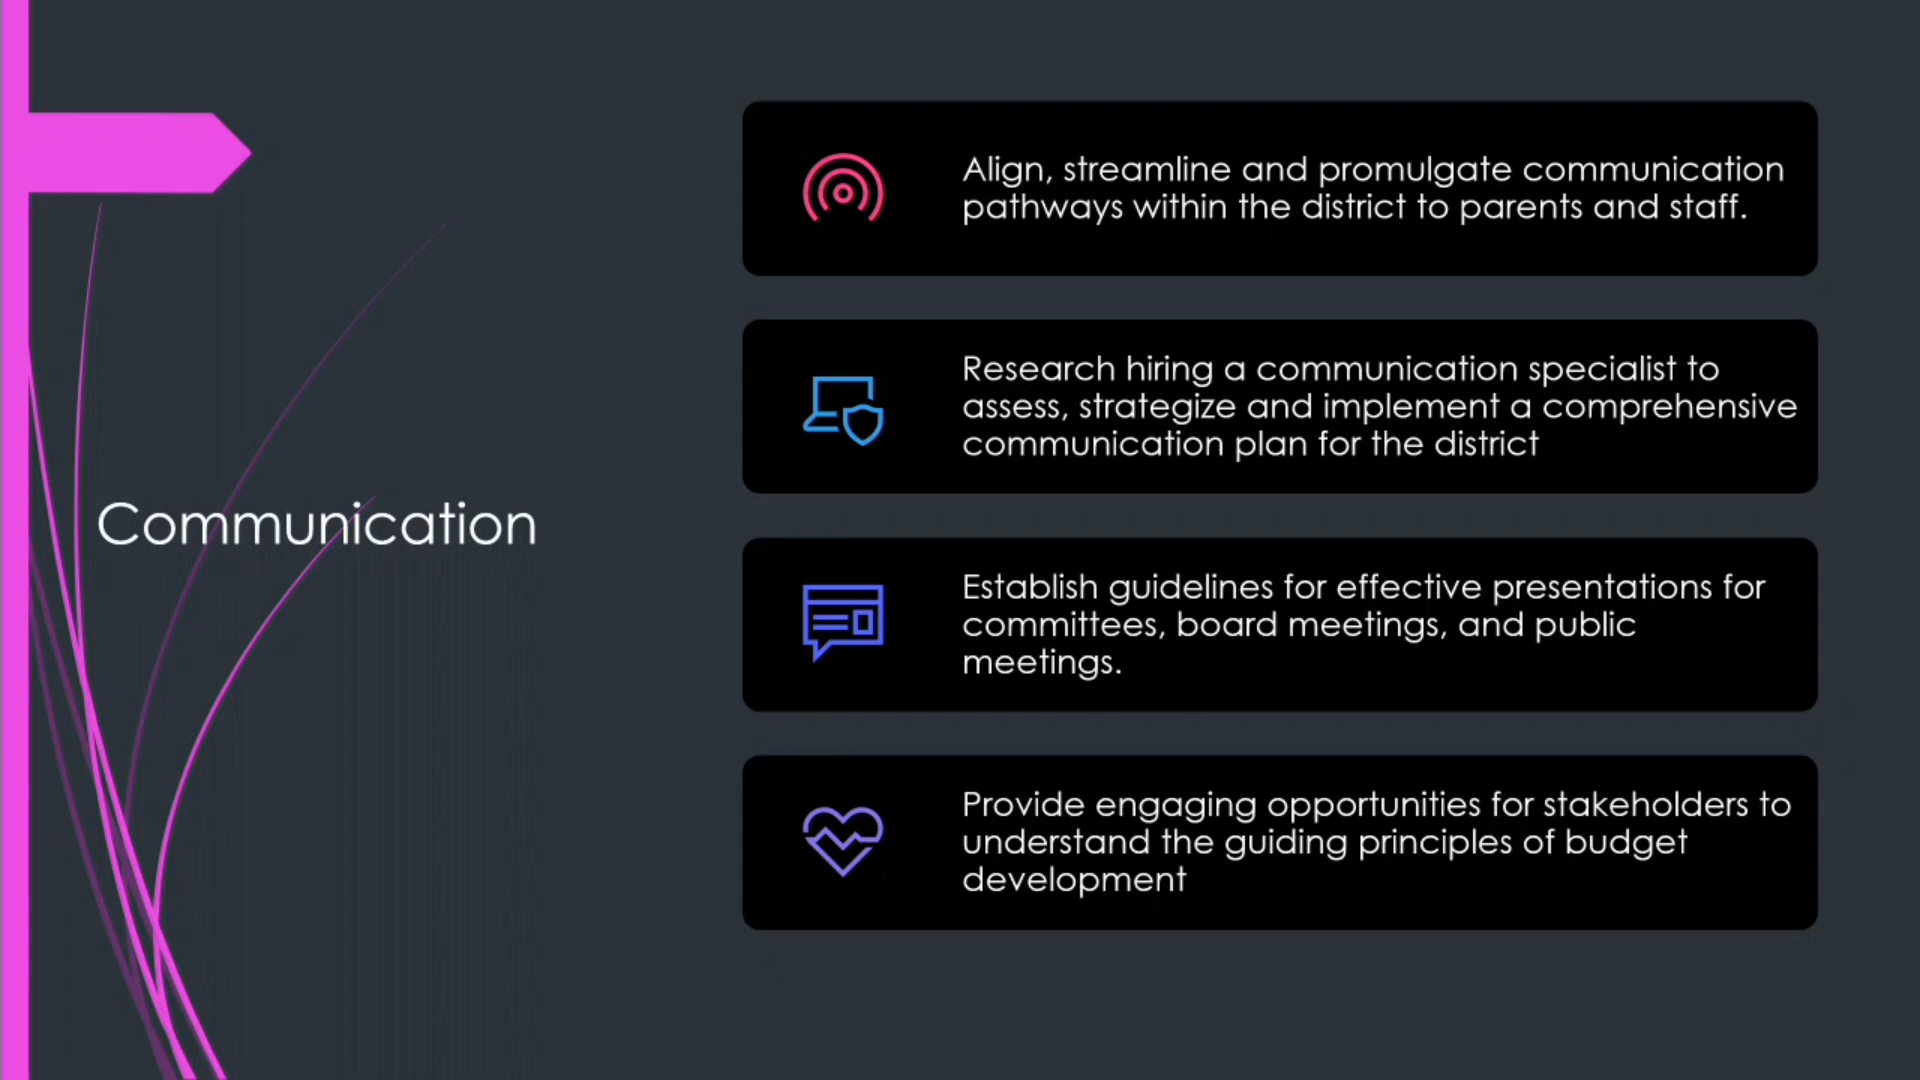 Communication
Align, streamline and promulgate communication
pathways within the district to parents and staff.
Research hiring a communication specialist to
assess, strategize and implement a comprehensive
communication plan for the district
Establish guidelines for effective presentations for
committees, board meetings, and public
meetings.
Provide engaging opportunities for stakeholders to
understand the guiding principles of budget
development